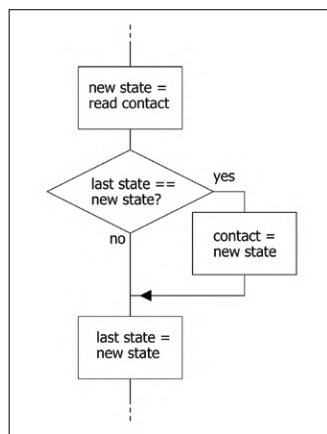 new state =
read contact
last state ==
new state?
yes
no
contact =
new state
last state =
new state